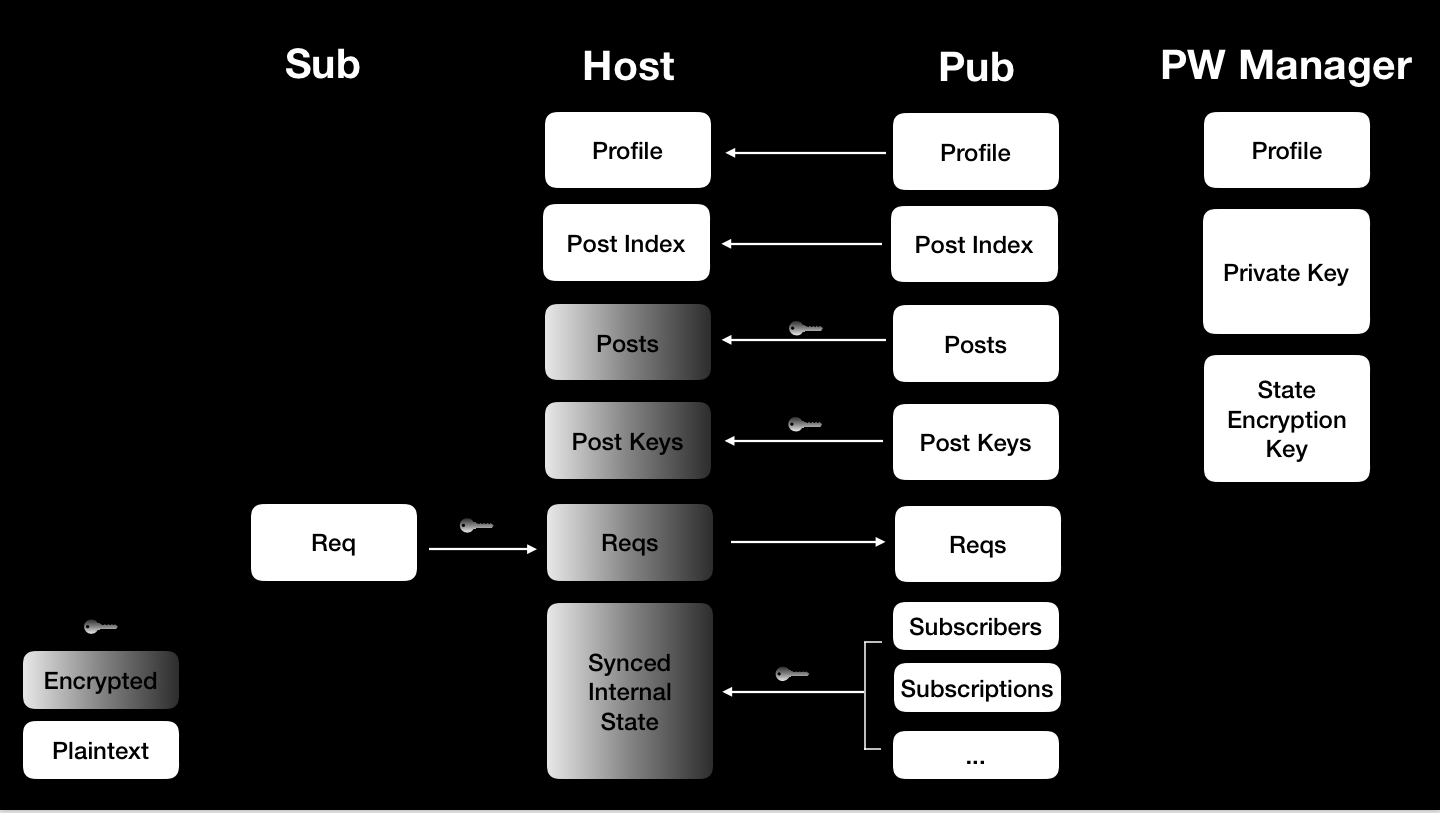 Sub
Host
Pub
PW Manager
Profile
Profile
Profile
Post Index
Post Index
Private Key
Posts
Posts
State
Encryption
Key
Post Keys
Post Keys
Req
Reqs
Reqs
Subscribers
Synced
Internal
State
Subscriptions
...
Encrypted
Plaintext